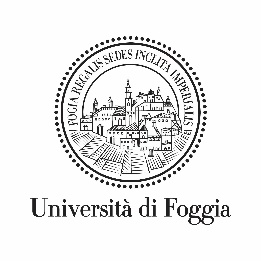 FOGIA REGALIS SEDES INCLITA IMPERIALIS
Università di Foggia